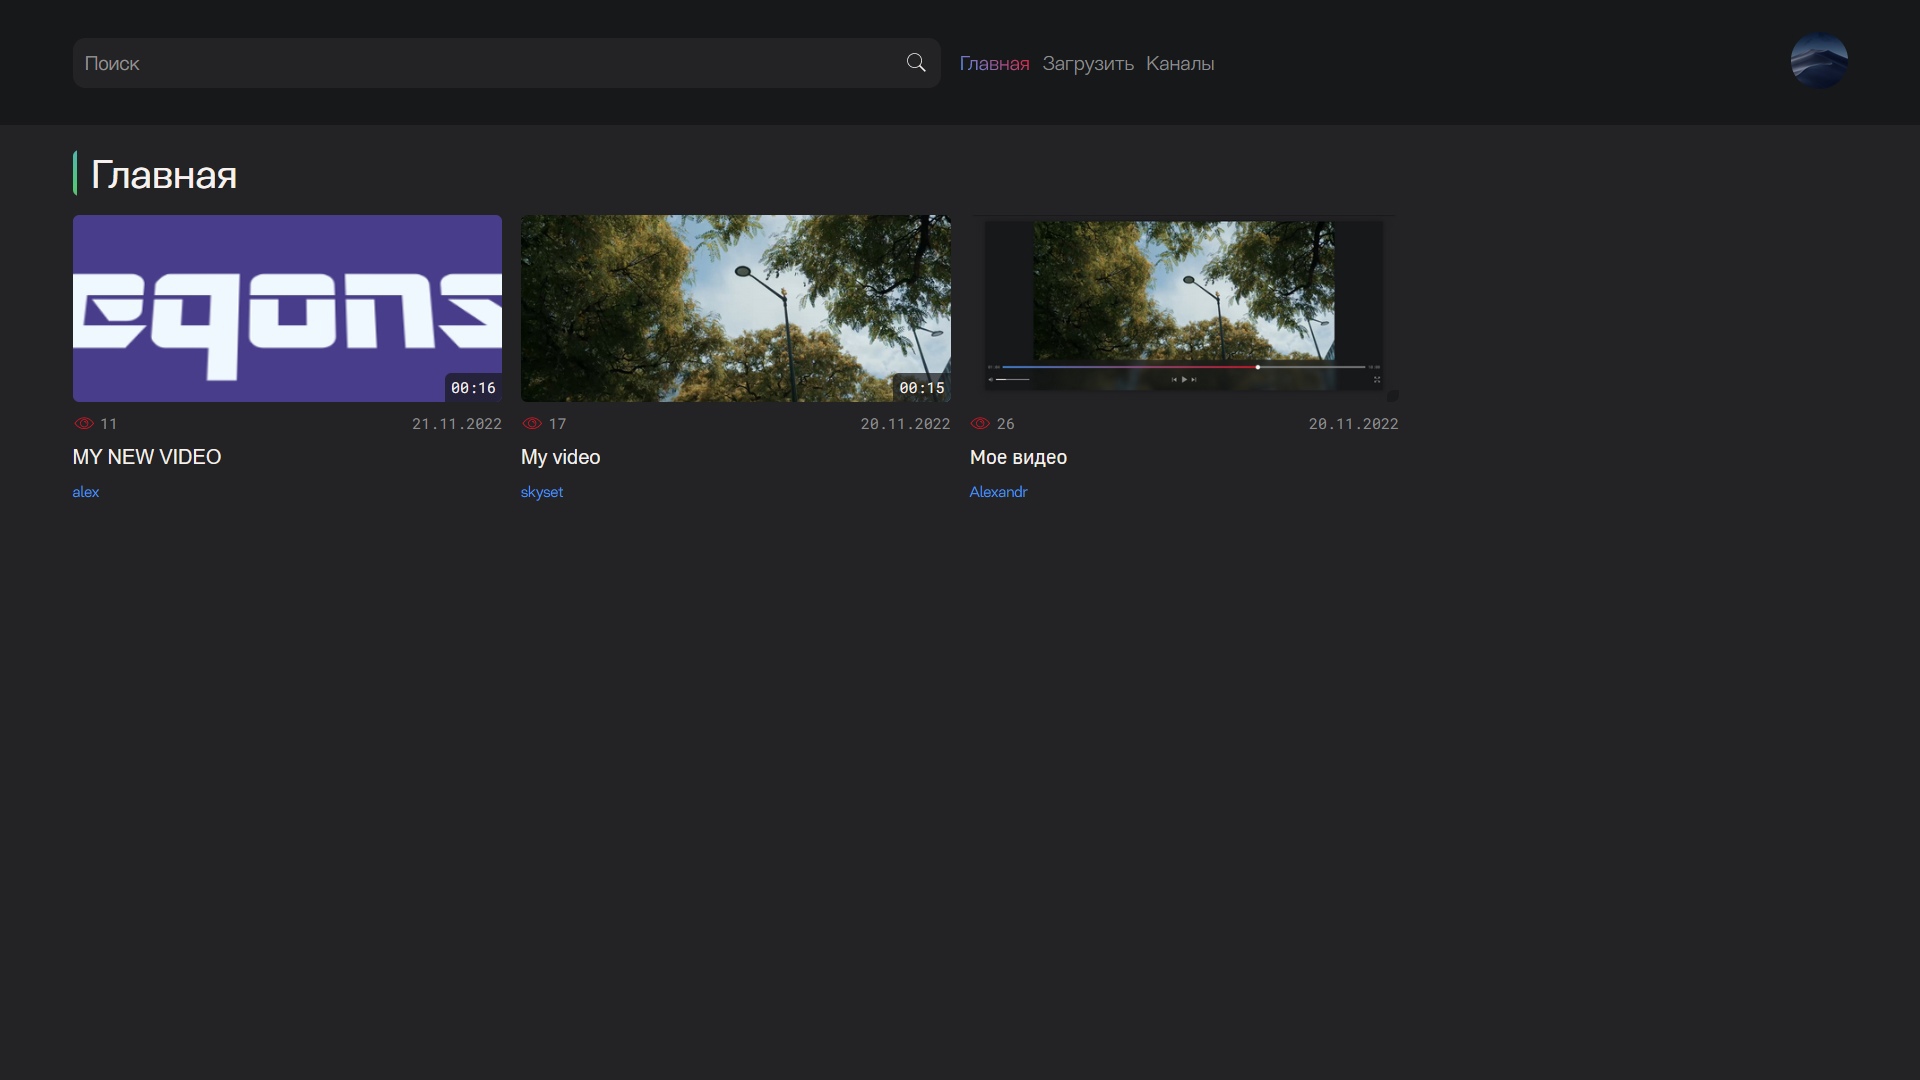 Поиск
Главная Загрузить Каналы
Главная
eqons
00:16
00:15
11 21.11.2022
17 20.11.2022
26 20.11.2022
MY NEW VIDEO
My video
Мое видео
alex
skyset
Alexandr